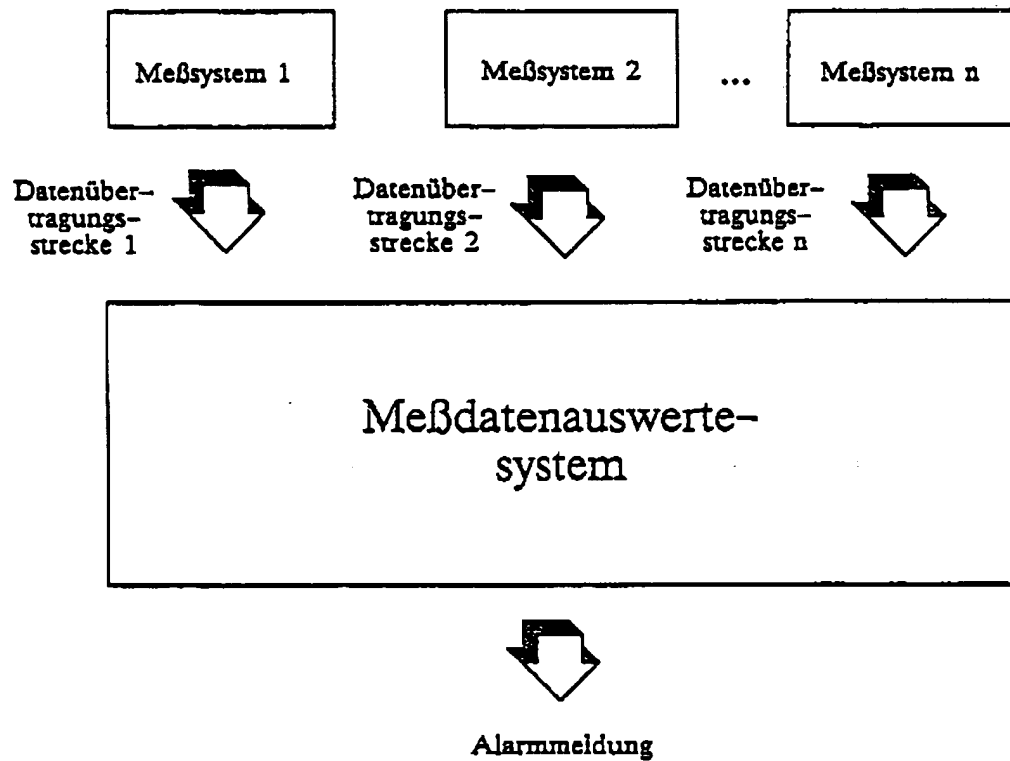 Meßsystem 1
Meßsystem 2
...
Meßsystem n
Datenüber–
tragungs–
strecke 1
Datenüber–
tragungs–
strecke 2
Datenüber–
tragungs–
strecke n
Meßdatenauswerte–
system
Alarmmeldung